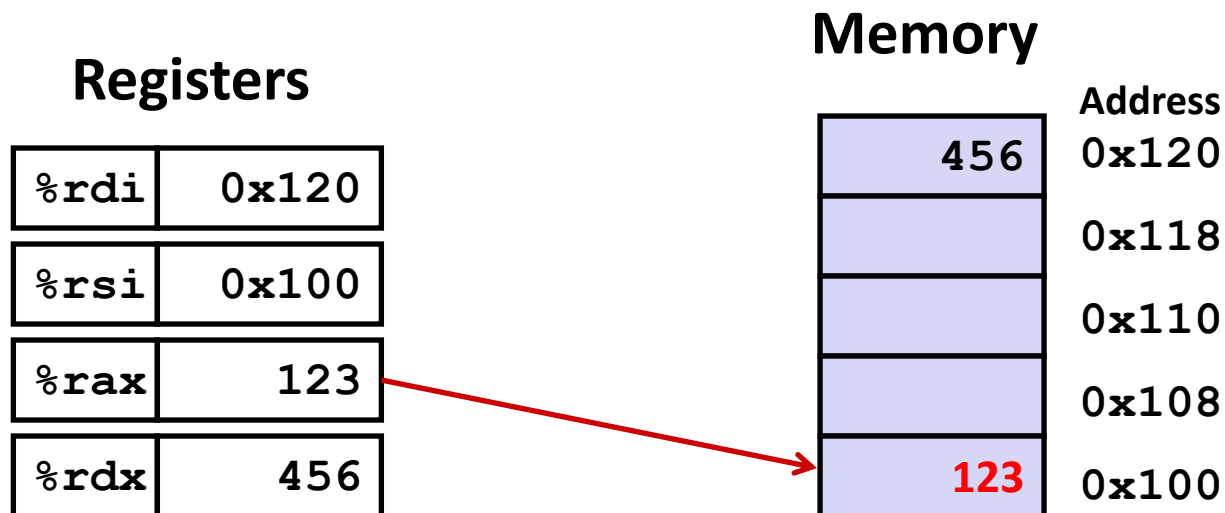 Registers
%rdi 0x120
%rsi 0x100
%rax 123
%rdx 456
Memory
Address
456 0x120
0x118
0x110
0x108
123 0x100